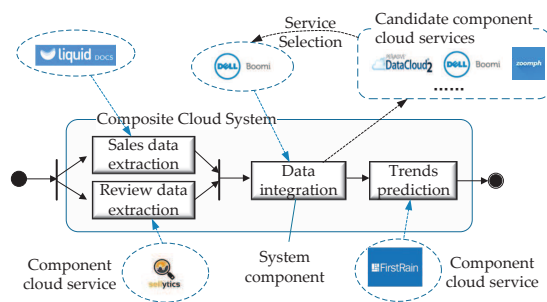 Service
Selection
Candidate component
cloud services
liquid DOCS
DELL Boomi
DataCloud2
DELL Boomi
zoomph
......
Composite Cloud System
Sales data
extraction
Review data
extraction
Data
integration
Trends
prediction
Component
cloud service
sellytics
System
component
FirstRain
Component
cloud service